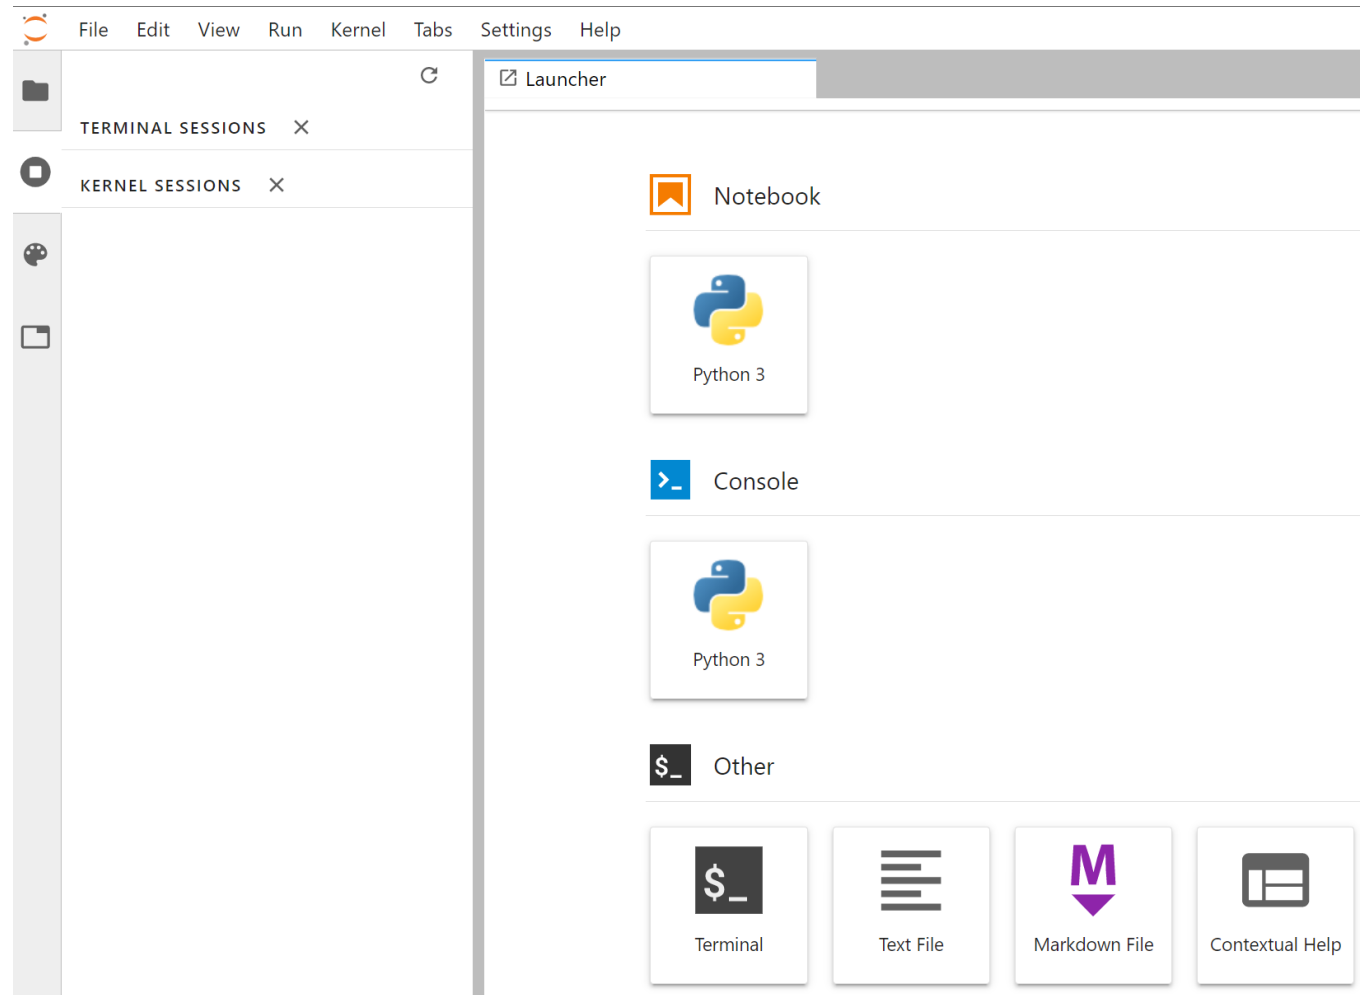 File Edit View Run Kernel Tabs Settings Help
TERMINAL SESSIONS
KERNEL SESSIONS
Launcher
Notebook
Python 3
Console
Python 3
$_ Other
$_
M
Terminal Text File Markdown File Contextual Help